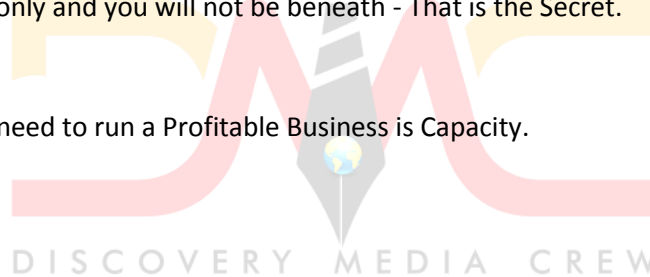 only and you will not be beneath - That is the Secret.
need to run a Profitable Business is Capacity.
DISCOVERY MEDIA CREW